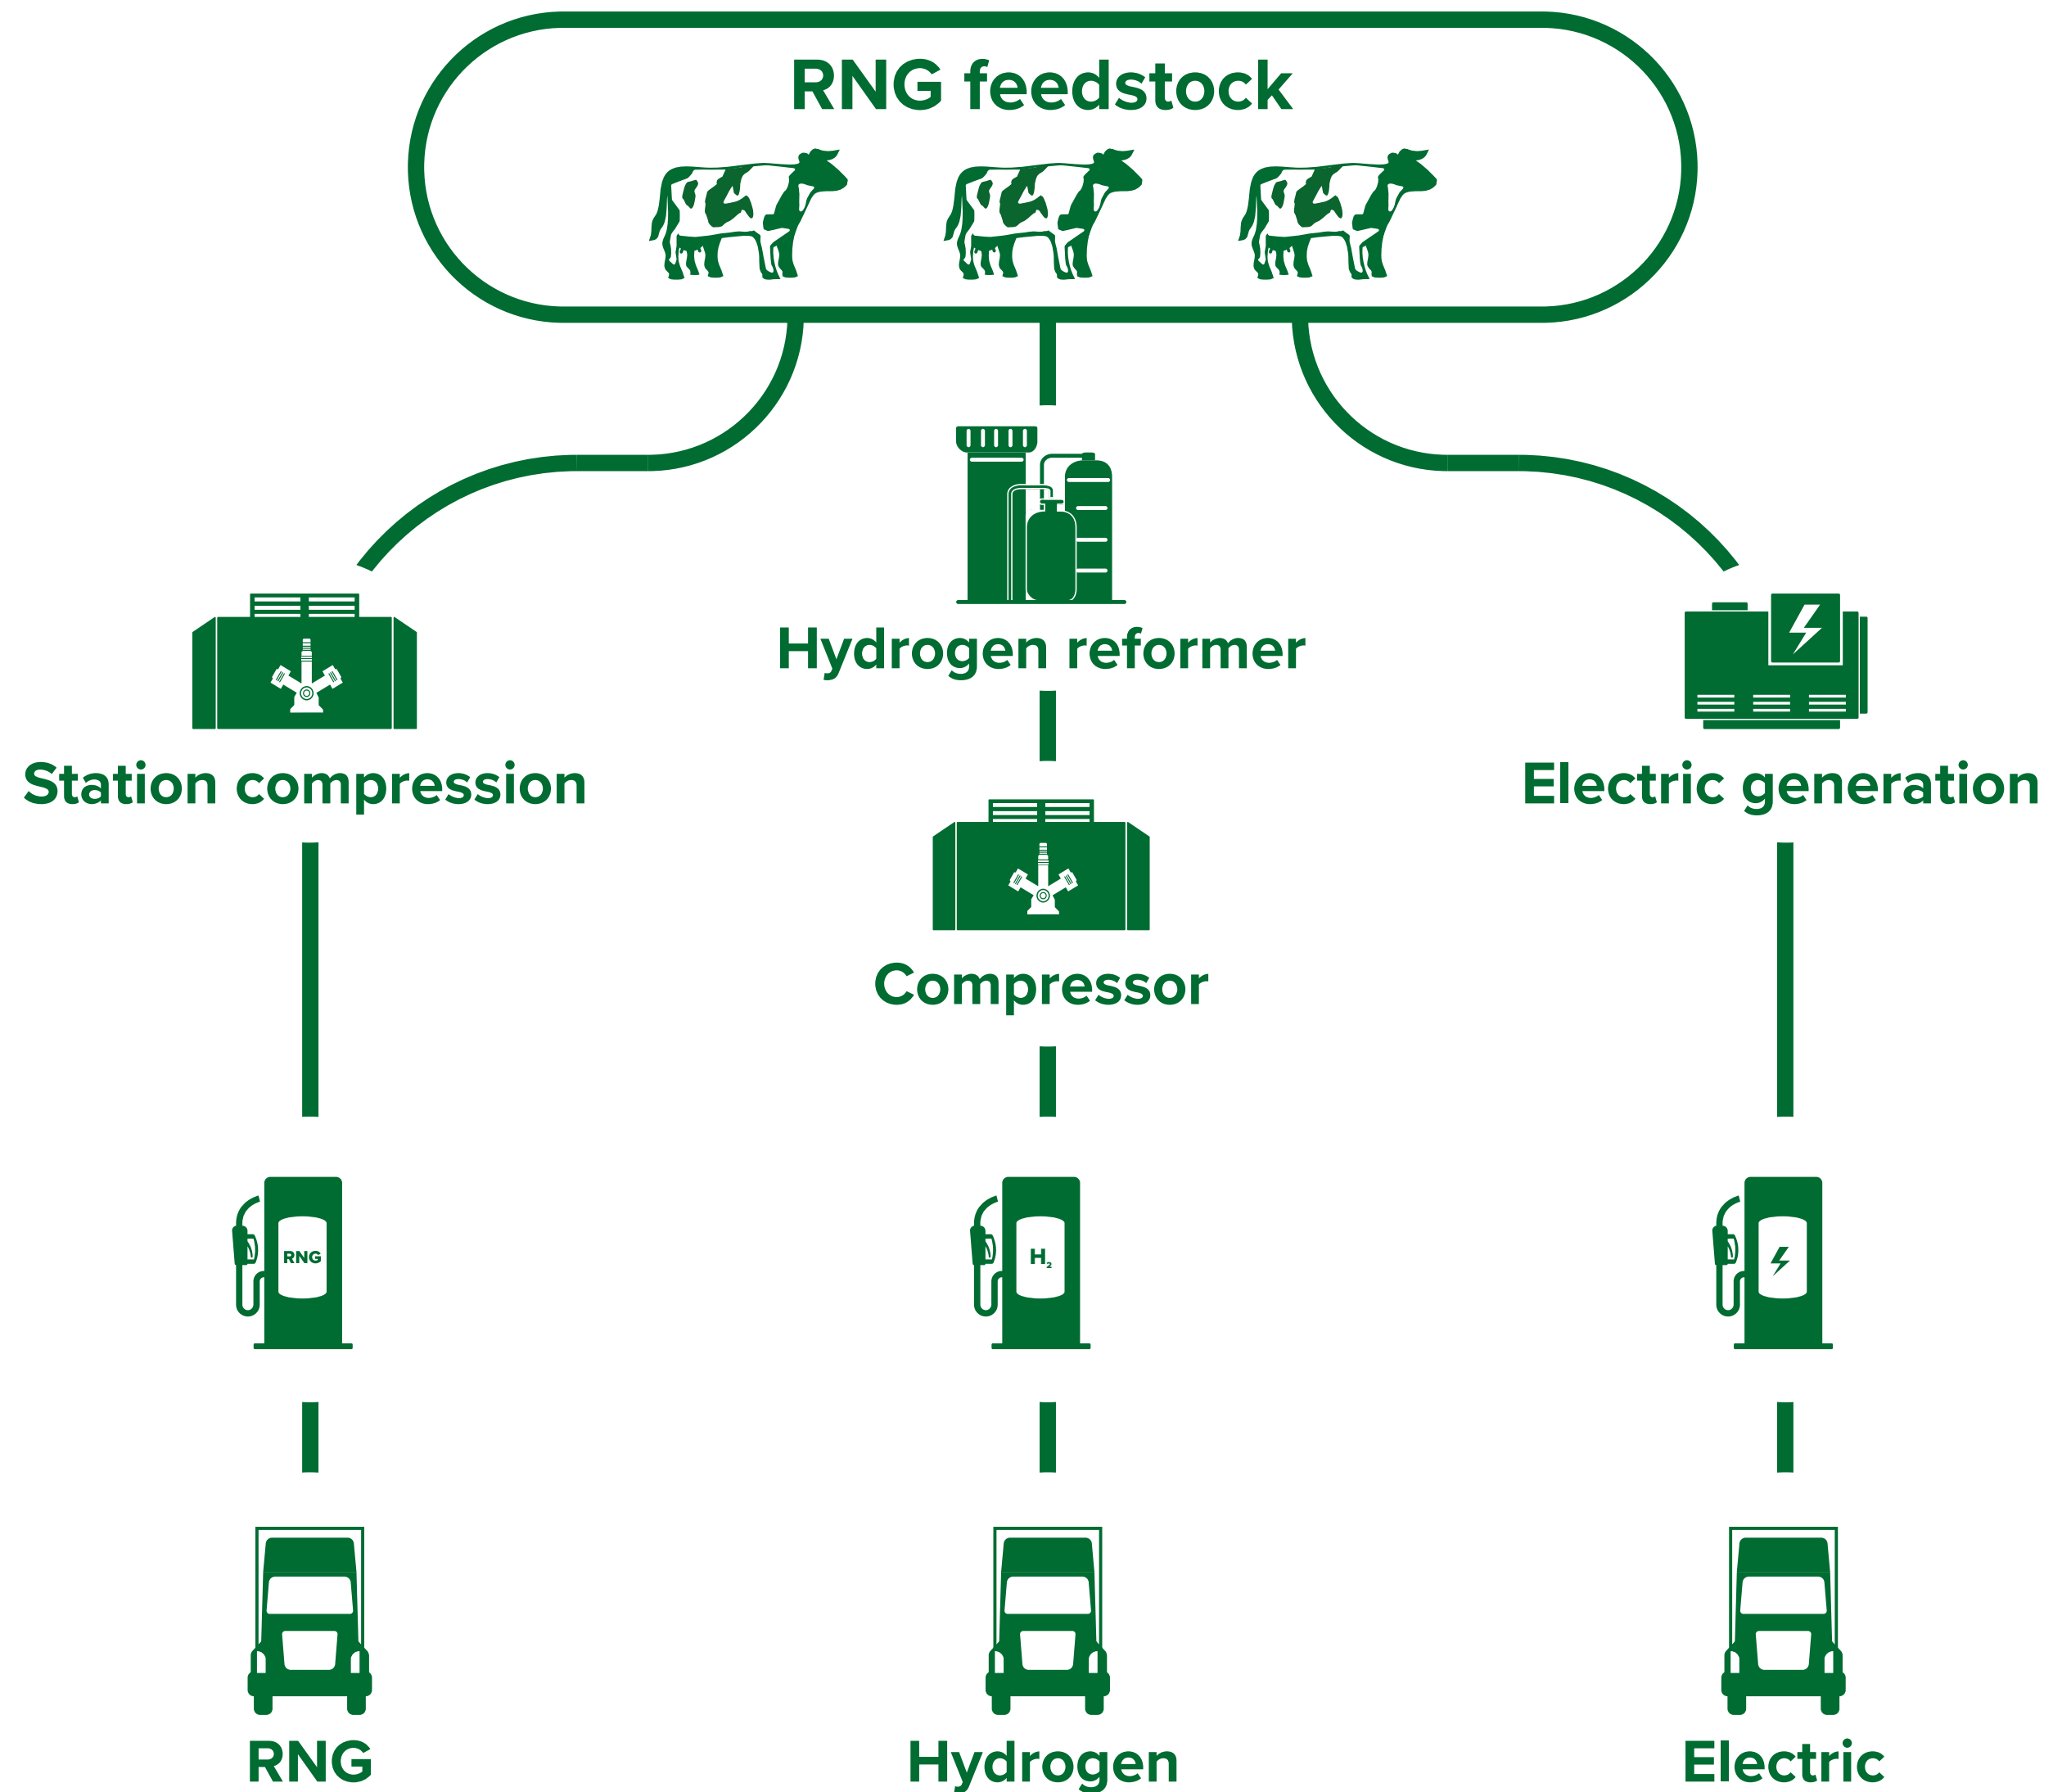 RNG feedstock
Hydrogen reformer
Station compression
Electric generation
Compressor
RNG
H₂
RNG
Hydrogen
Electric